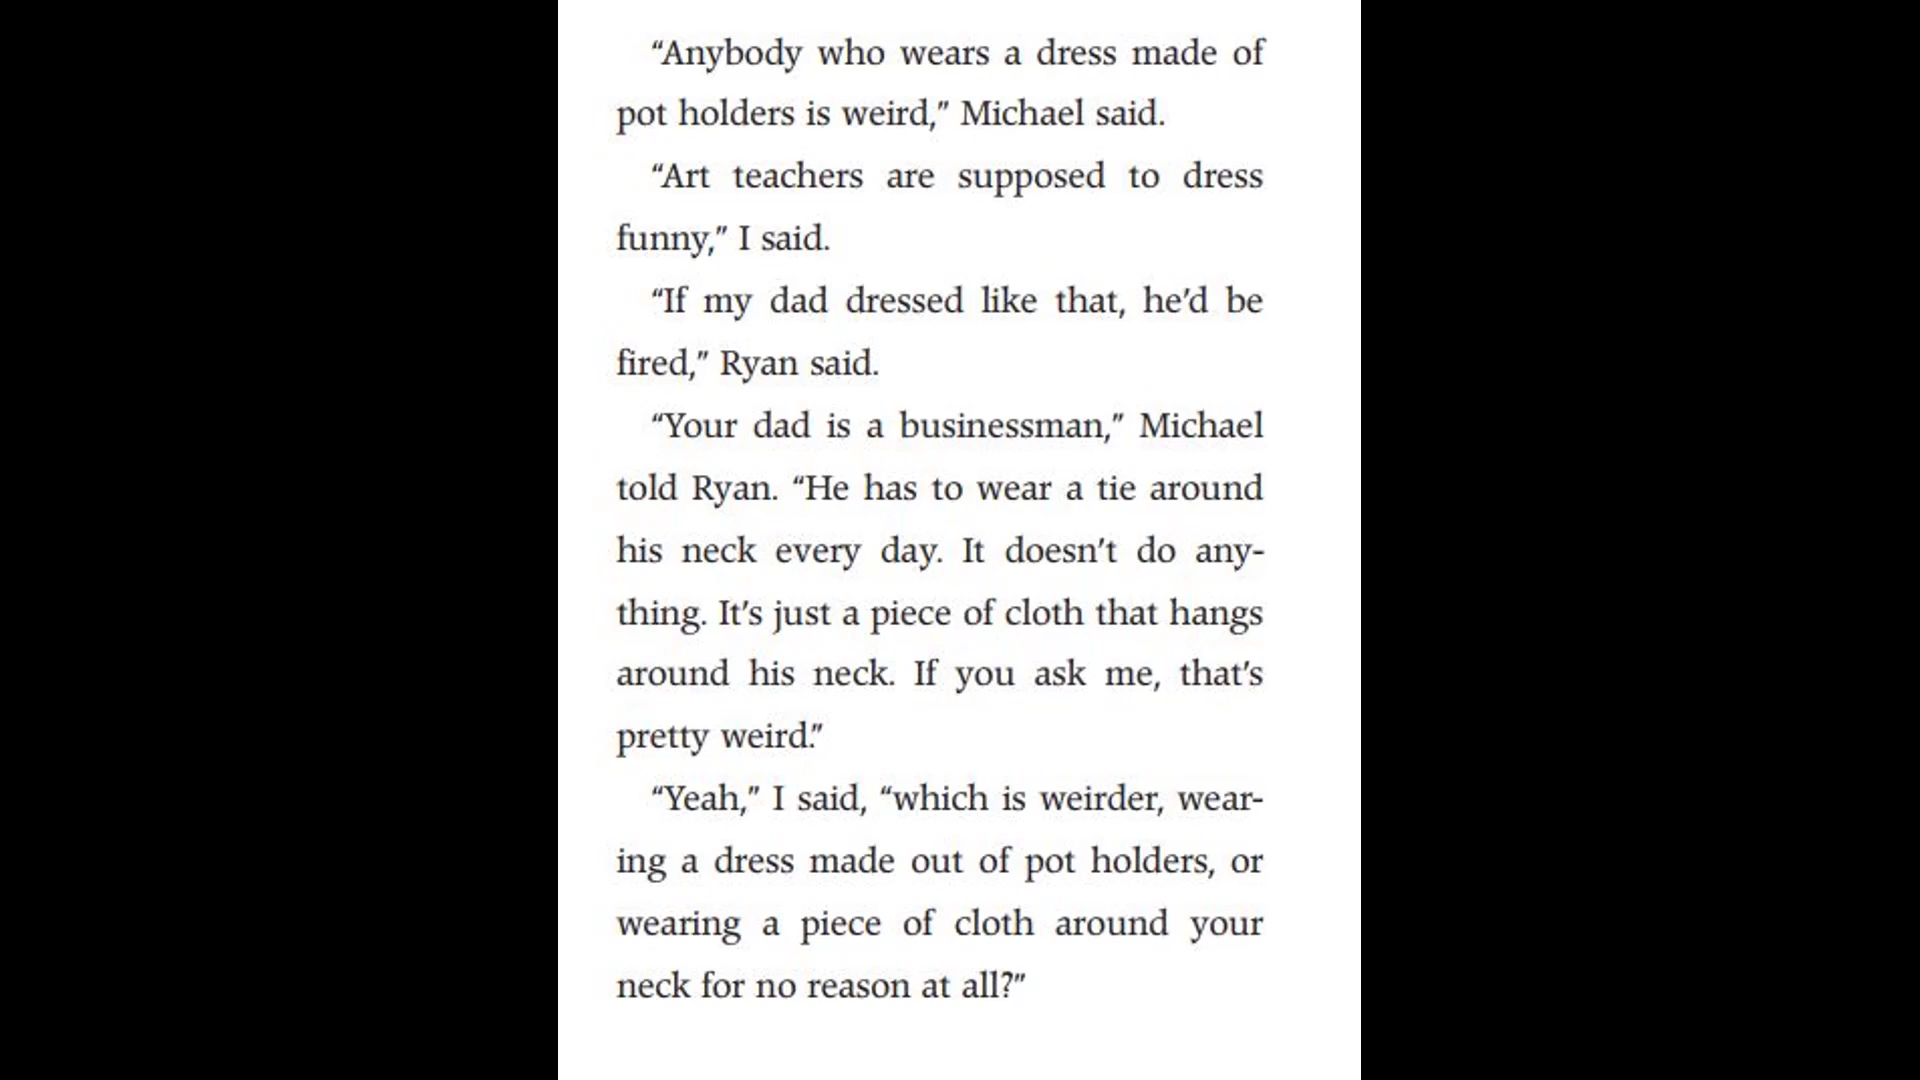 “Anybody who wears a dress made of
pot holders is weird,” Michael said.
“Art teachers are supposed to dress
funny,” I said.
“If my dad dressed like that, he’d be
fired,” Ryan said.
“Your dad is a businessman,” Michael
told Ryan. “He has to wear a tie around
his neck every day. It doesn’t do any-
thing. It’s just a piece of cloth that hangs
around his neck. If you ask me, that’s
pretty weird.”
“Yeah,” I said, “which is weirder, wear-
ing a dress made out of pot holders, or
wearing a piece of cloth around your
neck for no reason at all?”